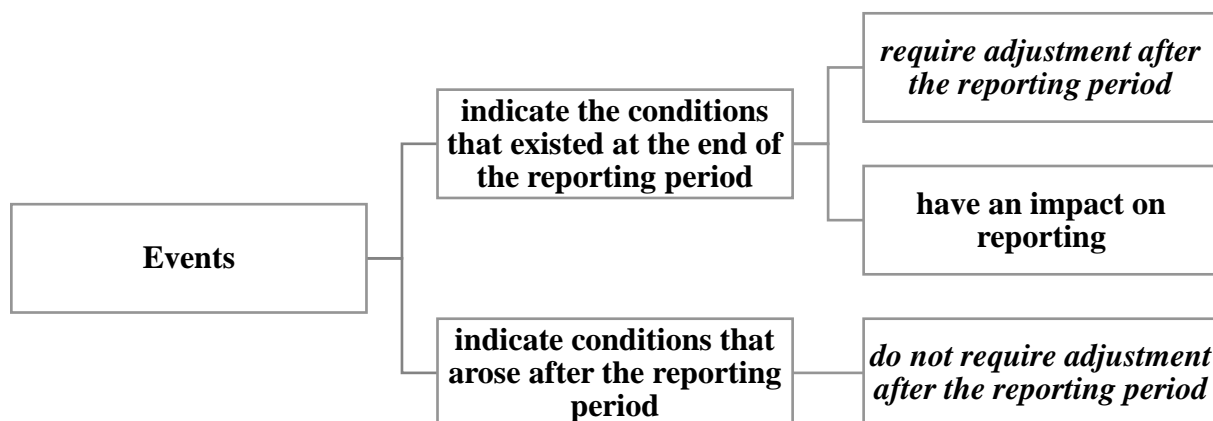 Events
indicate the conditions
that existed at the end of
the reporting period
require adjustment after
the reporting period
have an impact on
reporting
indicate conditions that
arose after the reporting
period
do not require adjustment
after the reporting period